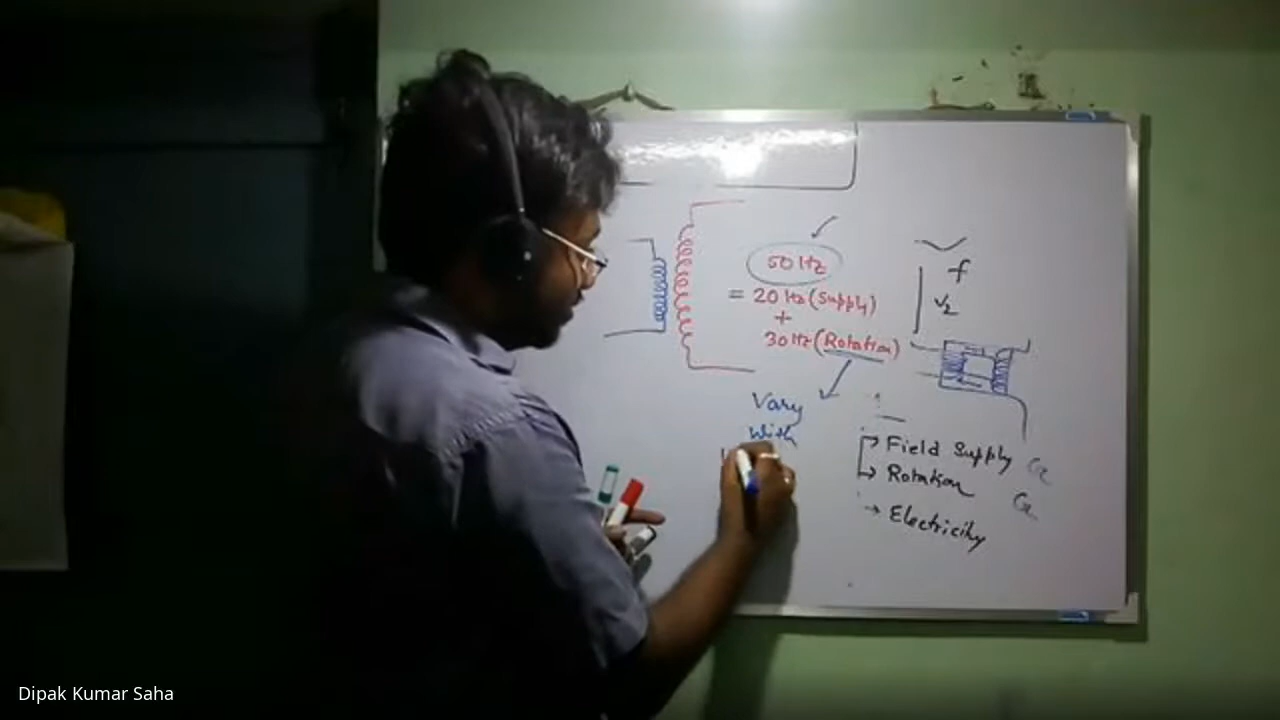 50 Hz
= 20 Hz (Supply)
+
30 Hz (Rotation)
Vary
With
f
V2
Field Supply
Rotation
Electricity
Dipak Kumar Saha